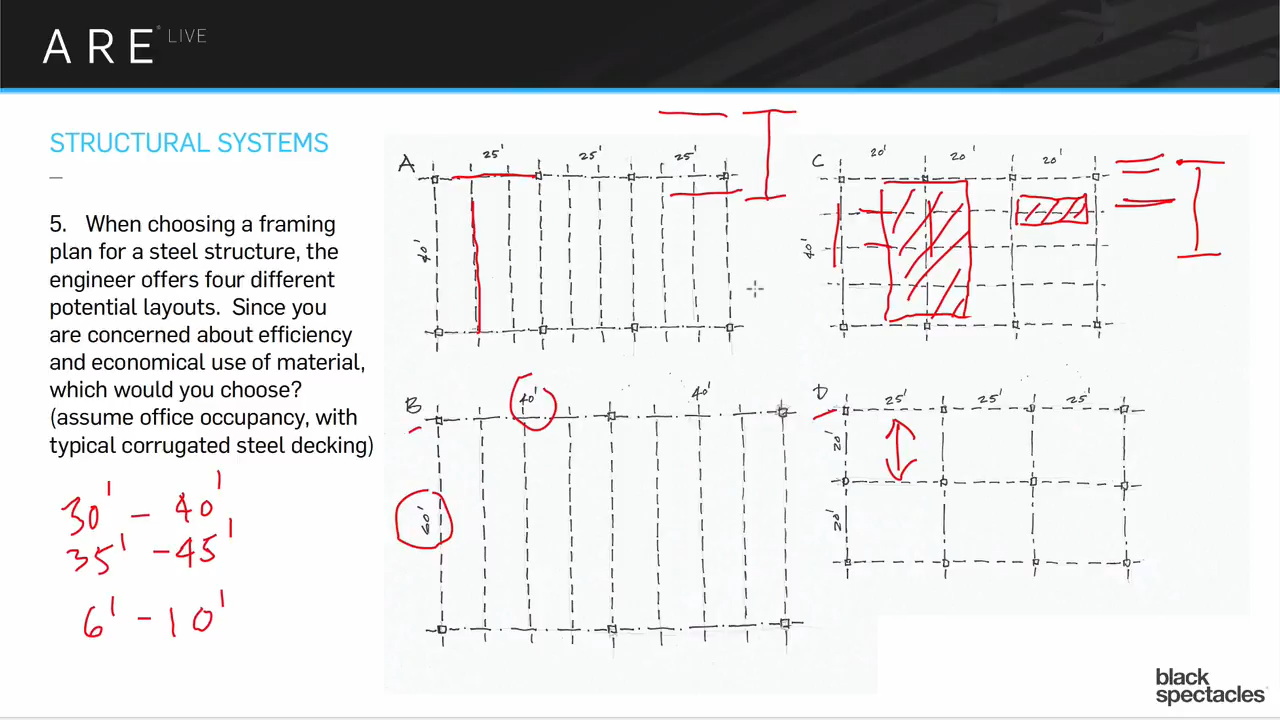 ARE® LIVE
STRUCTURAL SYSTEMS
5. When choosing a framing
plan for a steel structure, the
engineer offers four different
potential layouts. Since you
are concerned about efficiency
and economical use of material,
which would you choose?
(assume office occupancy, with
typical corrugated steel decking)
30' - 40'
35' - 45'
6' - 10'
A
25' 25' 25'
40'
C
20' 20' 20'
40'
B
40' 40'
60'
D
25' 25' 25'
20'
20'
black
spectacles®